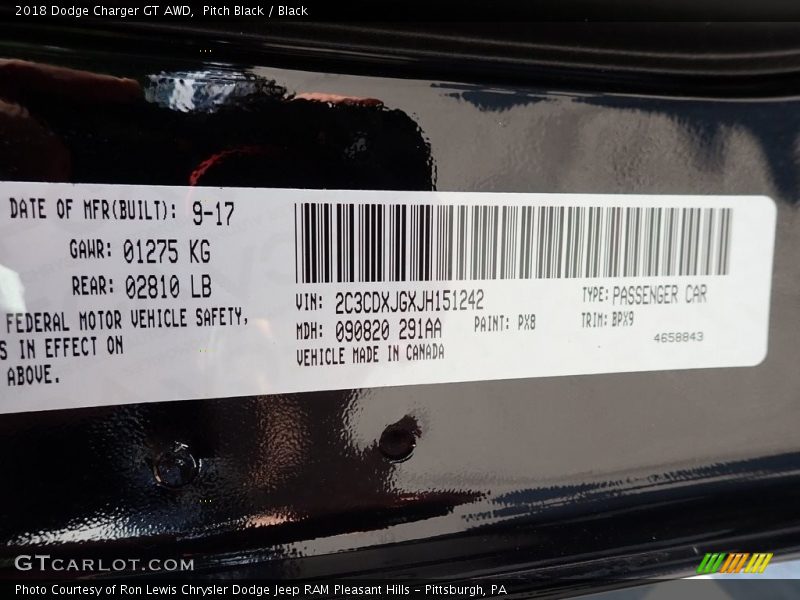 2018 Dodge Charger GT AWD,  Pitch Black / Black
DATE OF MFR(BUILT): 9-17
GAWR: 01275 KG
REAR: 02810 LB
FEDERAL MOTOR VEHICLE SAFETY,
S IN EFFECT ON
ABOVE.
VIN: 2C3CDXJGXJH151242
TYPE: PASSENGER CAR
MDH: 090820 291AA
PAINT: PX8
TRIM: BPX9
VEHICLE MADE IN CANADA
4658843
GTCARLOT.COM
Photo Courtesy of Ron Lewis Chrysler Dodge Jeep RAM Pleasant Hills - Pittsburgh, PA